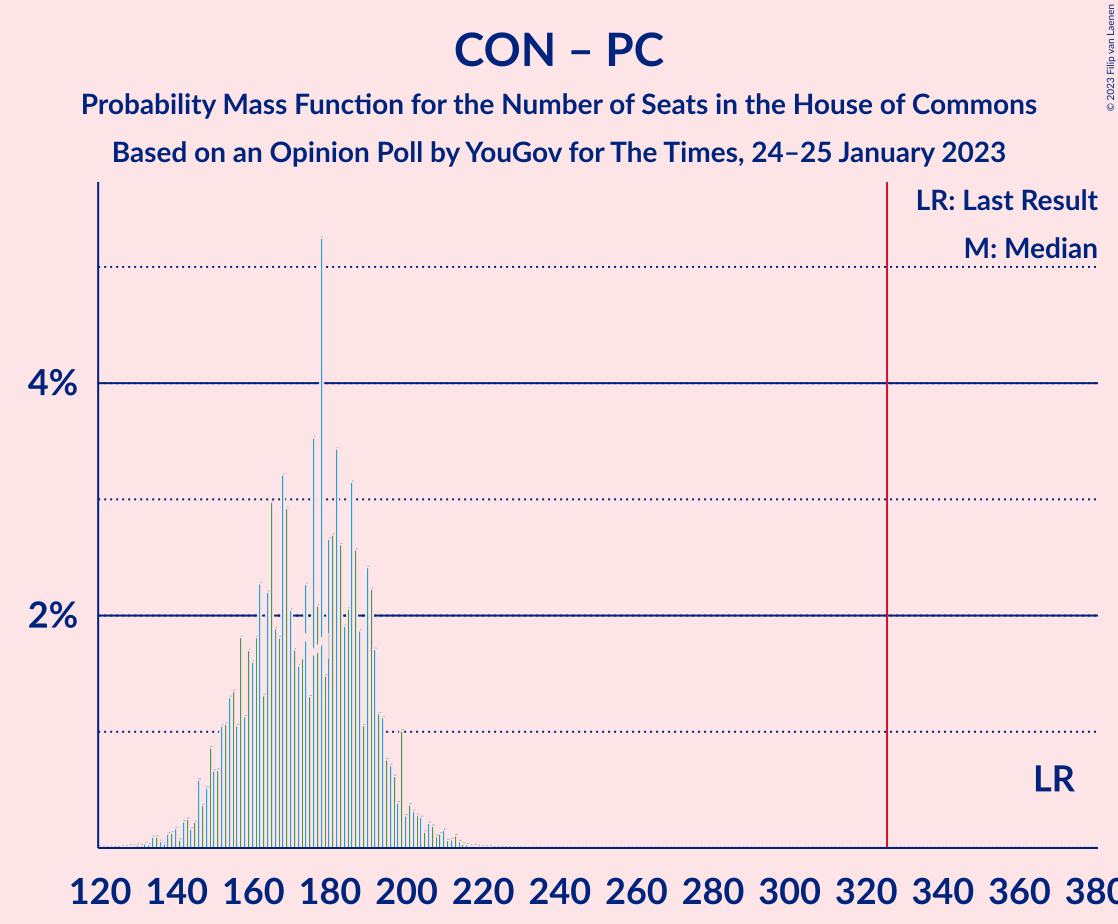 CON – PC
Probability Mass Function for the Number of Seats in the House of Commons
Based on an Opinion Poll by YouGov for The Times, 24–25 January 2023
© 2023 Filip van Laenen
LR: Last Result
M: Median
4%
2%
LR
120 140 160 180 200 220 240 260 280 300 320 340 360 380